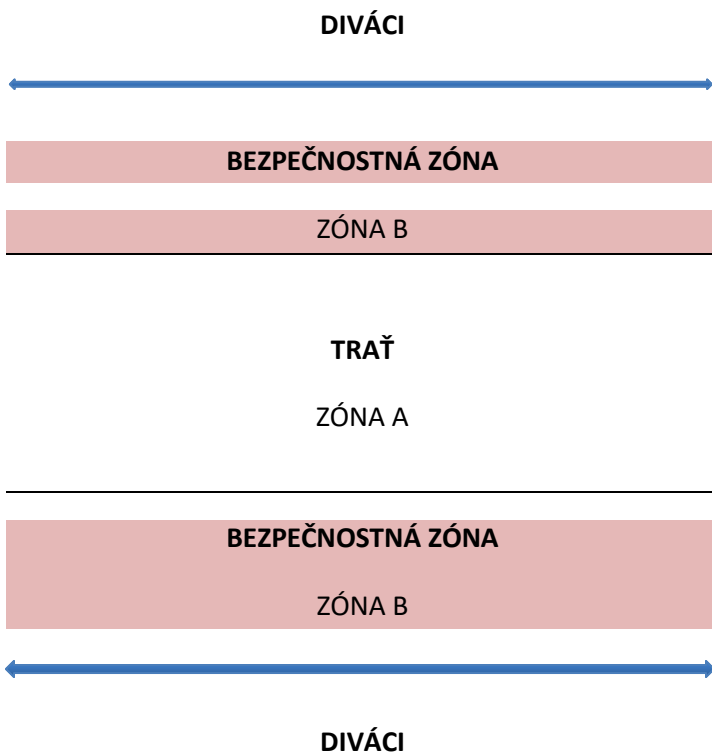 DIVÁCI
BEZPEČNOSTNÁ ZÓNA
ZÓNA B
TRAŤ
ZÓNA A
BEZPEČNOSTNÁ ZÓNA
ZÓNA B
DIVÁCI